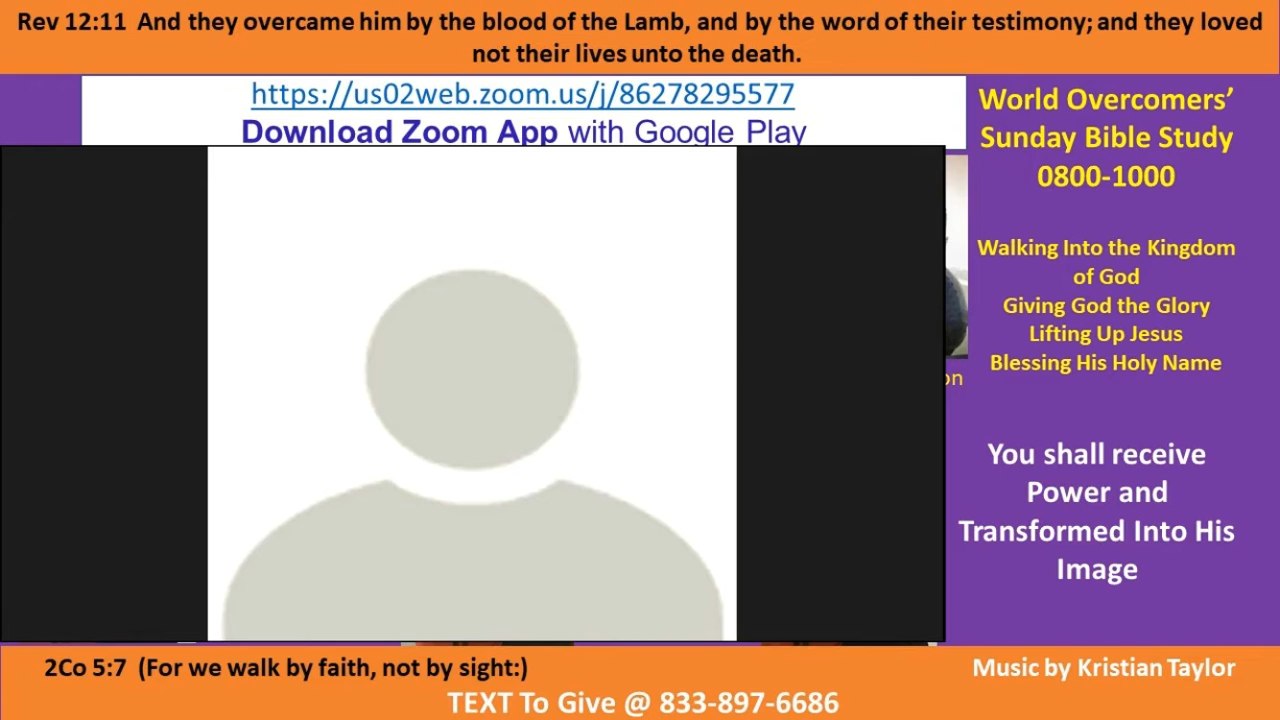 Rev 12:11  And they overcame him by the blood of the Lamb, and by the word of their testimony; and they loved
not their lives unto the death.
https://us02web.zoom.us/j/86278295577
Download Zoom App with Google Play
World Overcomers’
Sunday Bible Study
0800-1000
Walking Into the Kingdom
of God
Giving God the Glory
Lifting Up Jesus
Blessing His Holy Name
on
You shall receive
Power and
Transformed Into His
Image
2Co 5:7  (For we walk by faith, not by sight:)
Music by Kristian Taylor
TEXT To Give @ 833-897-6686